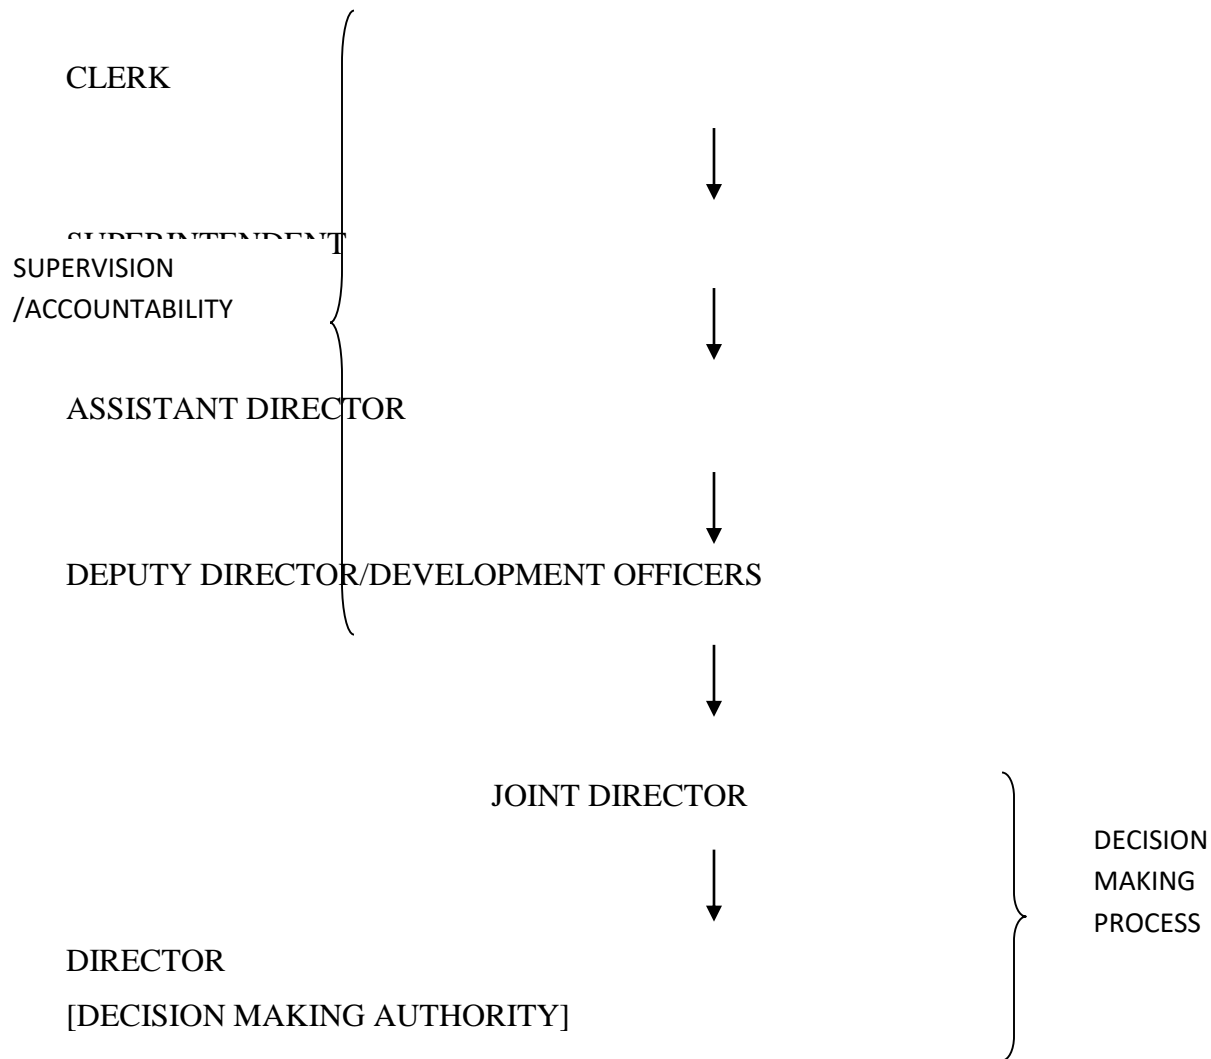 CLERK
SUPERINTENDENT
SUPERVISION
/ACCOUNTABILITY
ASSISTANT DIRECTOR
DEPUTY DIRECTOR/DEVELOPMENT OFFICERS
JOINT DIRECTOR
DECISION
MAKING
PROCESS
DIRECTOR
[DECISION MAKING AUTHORITY]